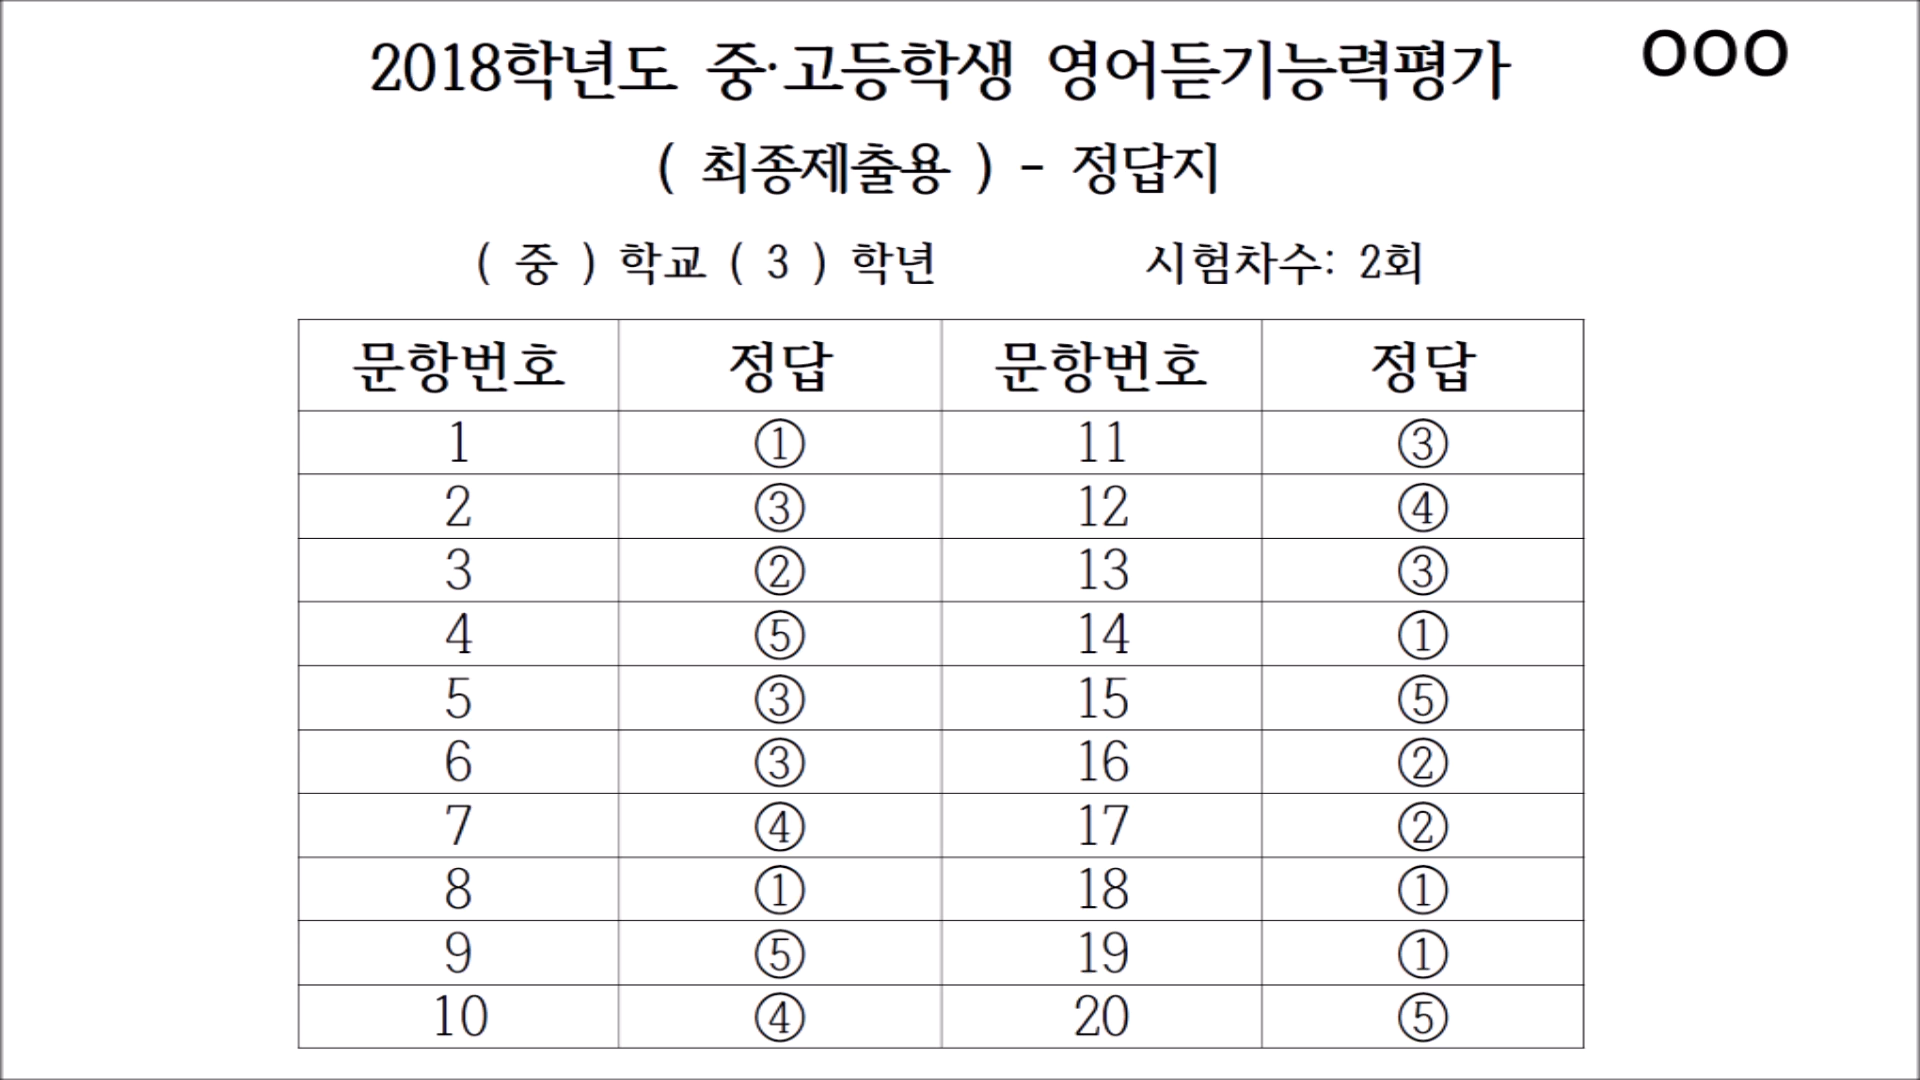 2018학년도 중·고등학생 영어듣기능력평가 OOO
( 최종제출용 ) - 정답지
( 중 ) 학교 ( 3 ) 학년 시험차수: 2회
문항번호 정답 문항번호 정답
1 ① 11 ③
2 ③ 12 ④
3 ② 13 ③
4 ⑤ 14 ①
5 ③ 15 ⑤
6 ③ 16 ②
7 ④ 17 ②
8 ① 18 ①
9 ⑤ 19 ①
10 ④ 20 ⑤